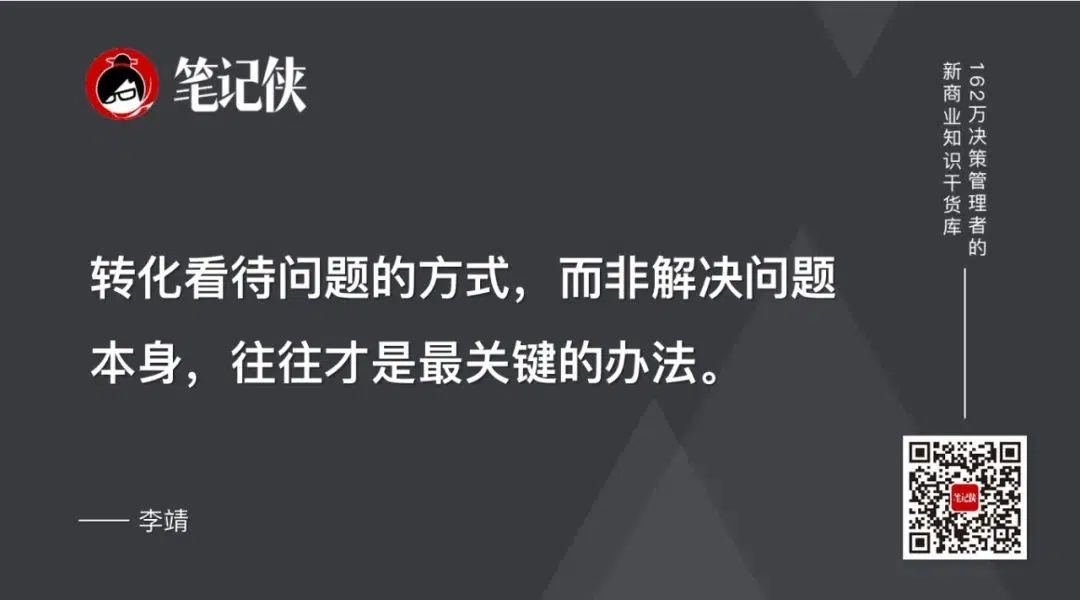 笔记侠
162万决策管理者的
新商业知识干货库
转化看待问题的方式，而非解决问题
本身，往往才是最关键的办法。
—— 李靖
笔记侠